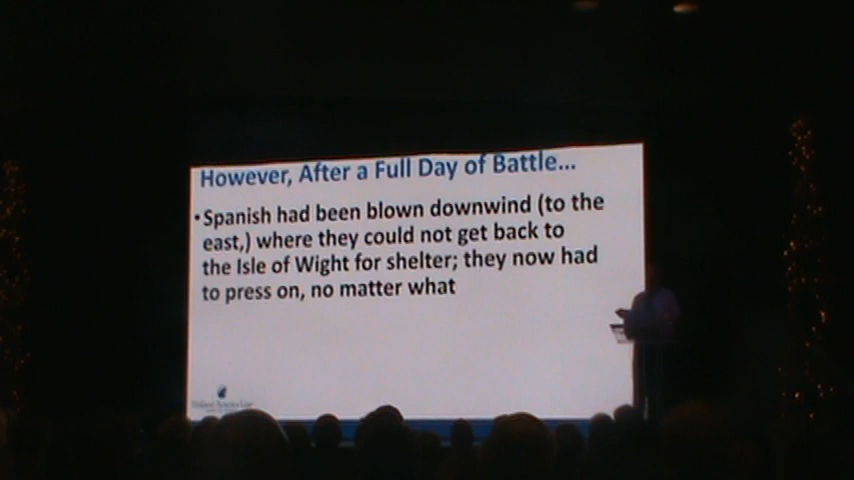 However, After a Full Day of Battle...
• Spanish had been blown downwind (to the
east,) where they could not get back to
the Isle of Wight for shelter; they now had
to press on, no matter what